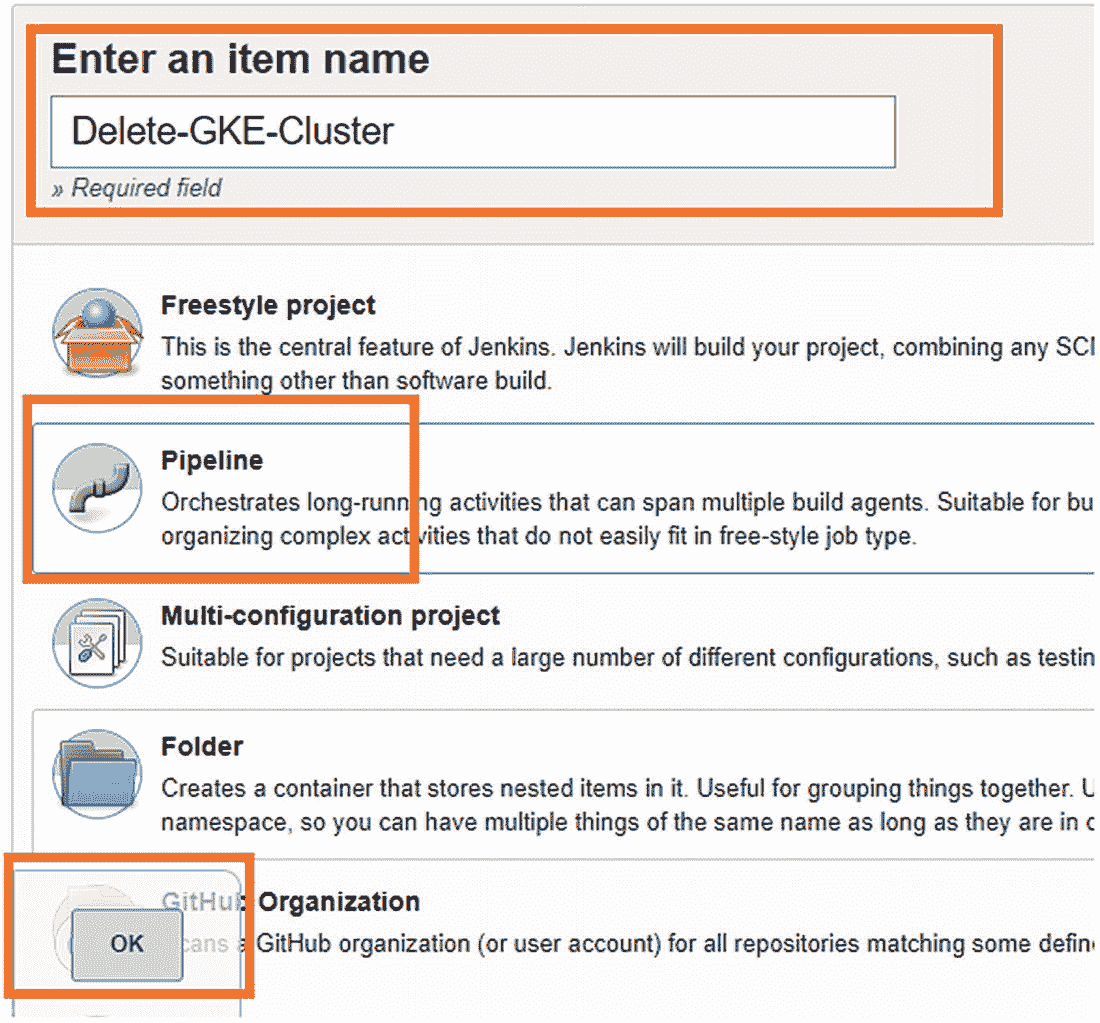 Enter an item name
Delete-GKE-Cluster
» Required field
Freestyle project
This is the central feature of Jenkins. Jenkins will build your project, combining any
something other than software build.
Pipeline
Orchestrates long-running activities that can span multiple build agents. Suitable for
organizing complex activities that do not easily fit in free-style job type.
Multi-configuration project
Suitable for projects that need a large number of different configurations, such as
Folder
Creates a container that stores nested items in it. Useful for grouping things together.
namespace, so you can have multiple things of the same name as long as they are in
GitHub Organization
OK
a GitHub organization (or user account) for all repositories matching some